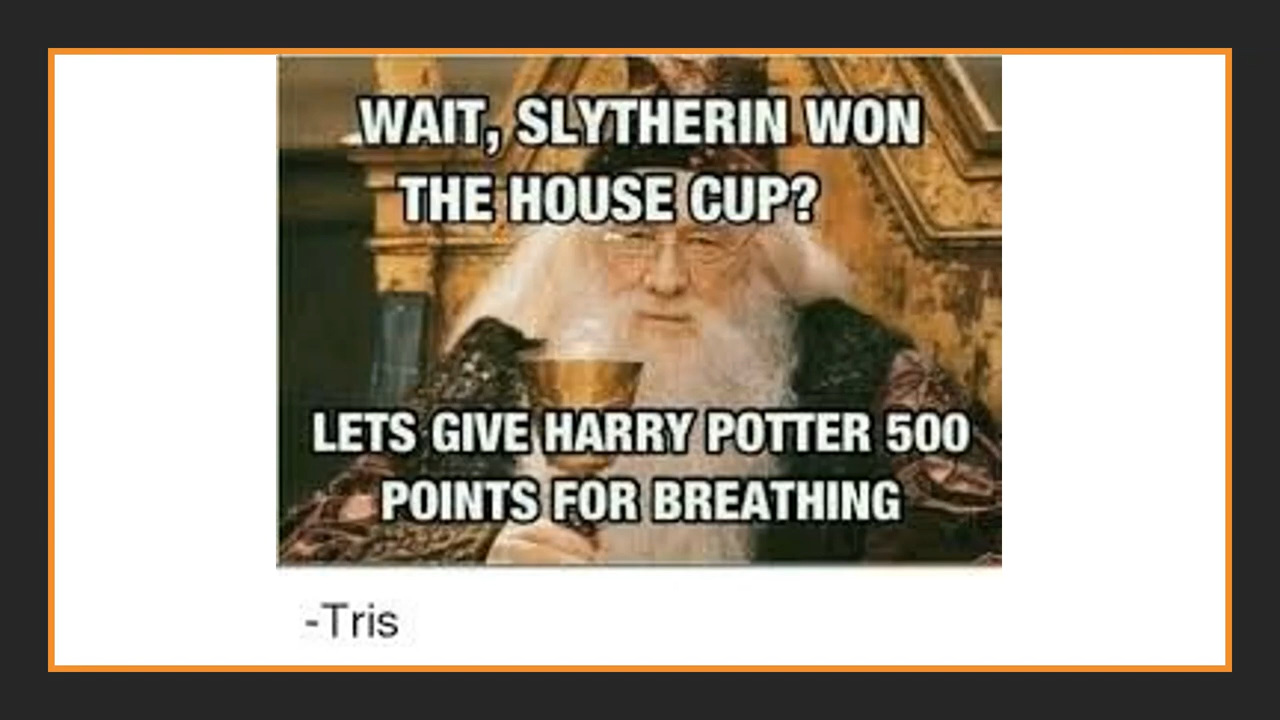 WAIT, SLYTHERIN WON
THE HOUSE CUP?
LETS GIVE HARRY POTTER 500
POINTS FOR BREATHING
-Tris